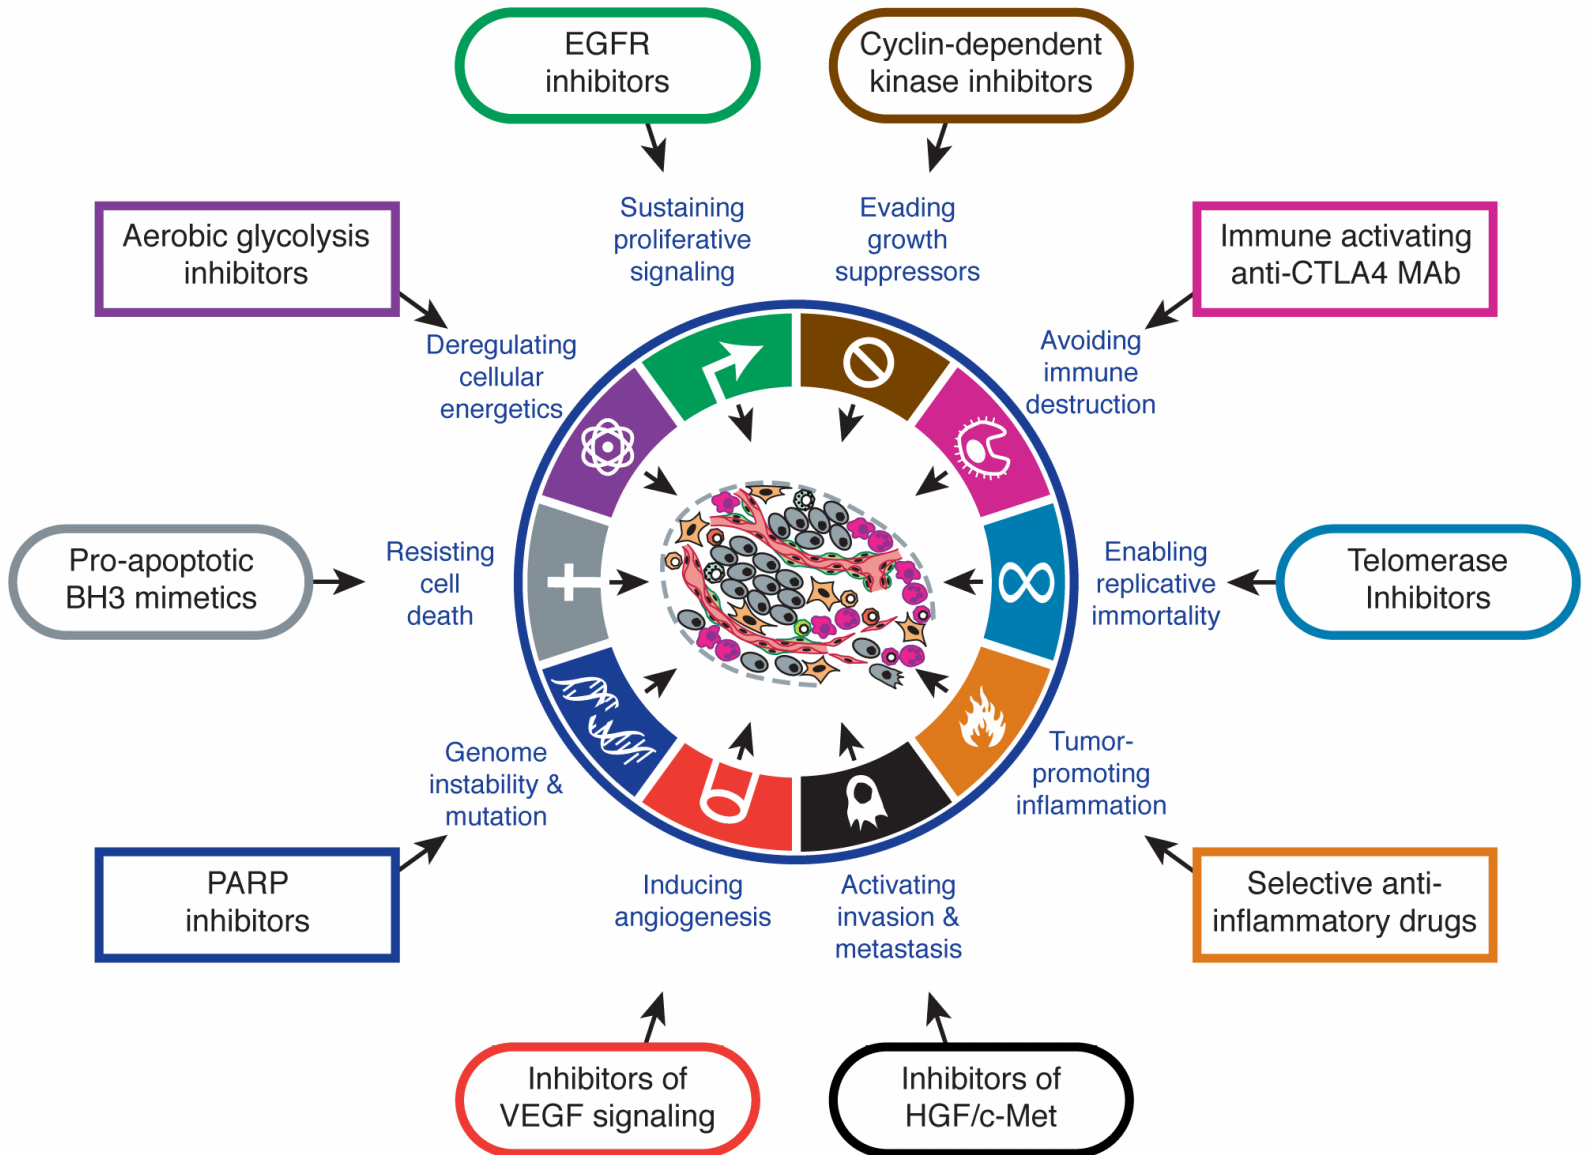 EGFR
inhibitors
Cyclin-dependent
kinase inhibitors
Sustaining
proliferative
signaling
Evading
growth
suppressors
Aerobic glycolysis
inhibitors
Immune activating
anti-CTLA4 MAb
Deregulating
cellular
energetics
Avoiding
immune
destruction
Pro-apoptotic
BH3 mimetics
Resisting
cell
death
Enabling
replicative
immortality
Telomerase
Inhibitors
Genome
instability &
mutation
Tumor-
promoting
inflammation
PARP
inhibitors
Inducing
angiogenesis
Activating
invasion &
metastasis
Selective anti-
inflammatory drugs
Inhibitors of
VEGF signaling
Inhibitors of
HGF/c-Met